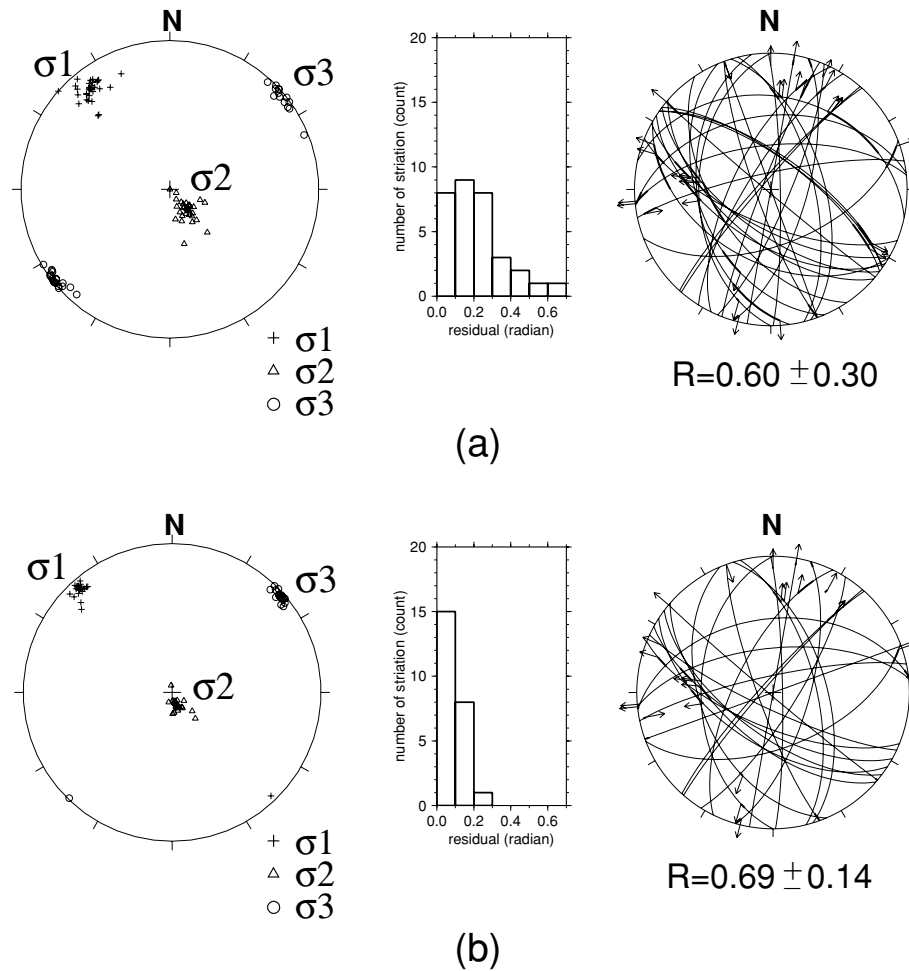 N
σ1
σ3
σ2
+ σ1
△ σ2
○ σ3
number of striation (count)
20
15
10
5
0
0.0 0.2 0.4 0.6
residual (radian)
N
R=0.60 ±0.30
(a)
N
σ1
σ3
σ2
+ σ1
△ σ2
○ σ3
number of striation (count)
20
15
10
5
0
0.0 0.2 0.4 0.6
residual (radian)
N
R=0.69 ±0.14
(b)